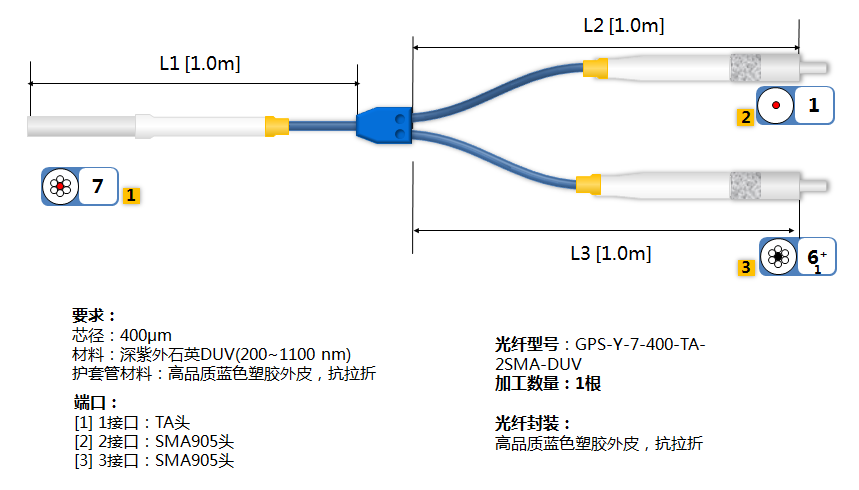 L2 [1.0m]
L1 [1.0m]
2
1
7
1
L3 [1.0m]
3
6+
1
要求：
芯径：400μm
材料：深紫外石英DUV(200~1100 nm)
护套管材料：高品质蓝色塑胶外皮，抗拉折
端口：
[1] 1接口：TA头
[2] 2接口：SMA905头
[3] 3接口：SMA905头
光纤型号：GPS-Y-7-400-TA-
2SMA-DUV
加工数量：1根
光纤封装：
高品质蓝色塑胶外皮，抗拉折